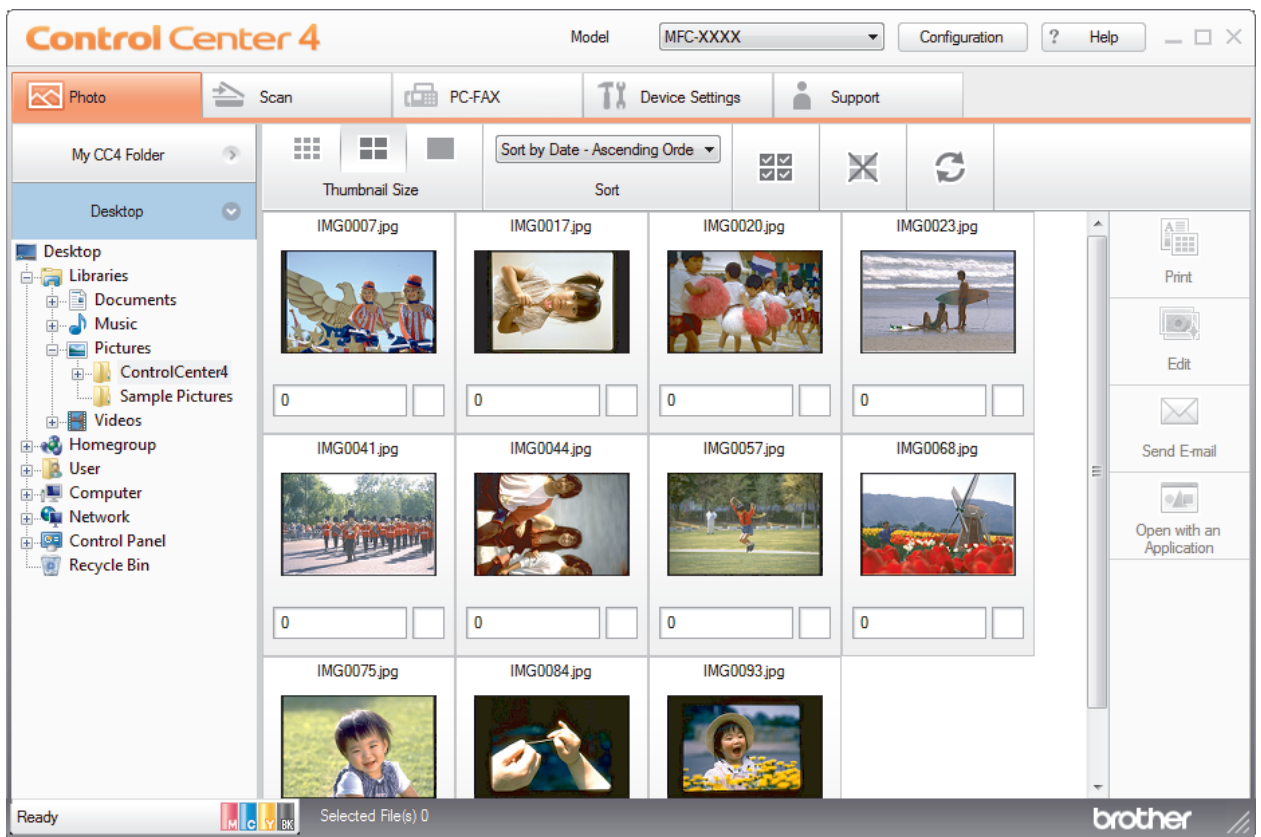 Control Center 4
Model MFC-XXXX Configuration ? Help
Photo Scan PC-FAX Device Settings Support
My CC4 Folder
Sort by Date - Ascending Orde
Thumbnail Size Sort
Desktop
Desktop
Libraries
Documents
Music
Pictures
ControlCenter4
Sample Pictures
Videos
Homegroup
User
Computer
Network
Control Panel
Recycle Bin
IMG0007.jpg IMG0017.jpg IMG0020.jpg IMG0023.jpg
0 0 0 0
IMG0041.jpg IMG0044.jpg IMG0057.jpg IMG0068.jpg
0 0 0 0
IMG0075.jpg IMG0084.jpg IMG0093.jpg
Print
Edit
Send E-mail
Open with an
Application
Ready M C Y BK Selected File(s) 0 brother